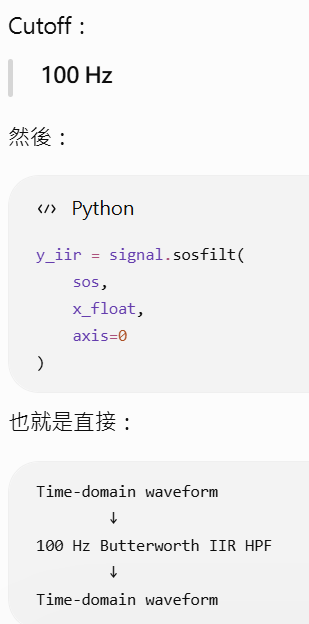 Cutoff：
100 Hz
然後：
</> Python
y_iir = signal.sosfilt(
    sos,
    x_float,
    axis=0
)
也就是直接：
Time-domain waveform
        ↓
100 Hz Butterworth IIR HPF
        ↓
Time-domain waveform